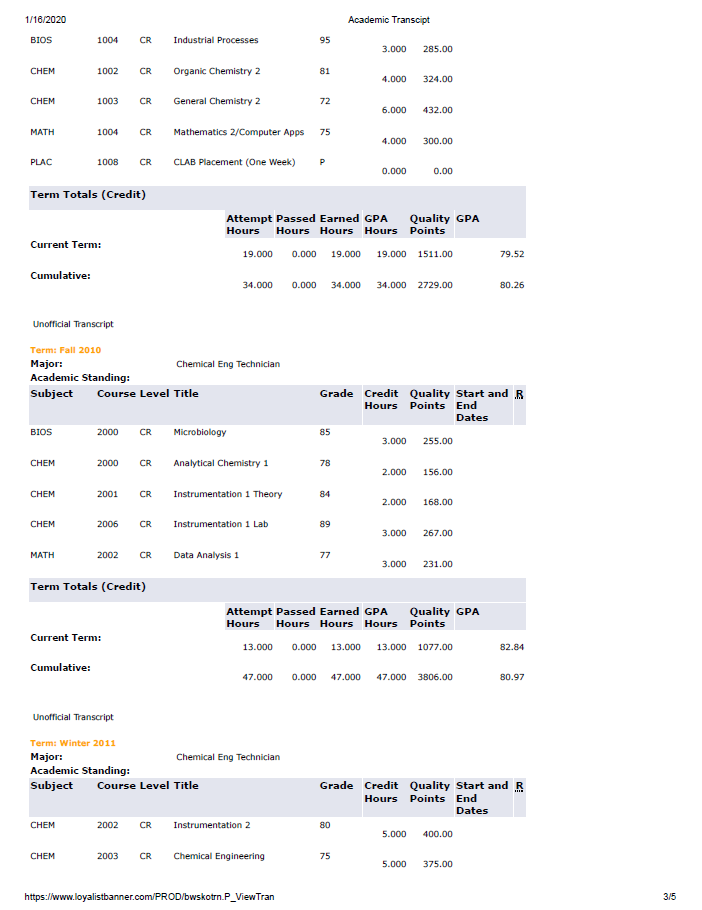 1/16/2020 Academic Transcipt
BIOS 1004 CR Industrial Processes 95 3.000 285.00
CHEM 1002 CR Organic Chemistry 2 81 4.000 324.00
CHEM 1003 CR General Chemistry 2 72 6.000 432.00
MATH 1004 CR Mathematics 2/Computer Apps 75 4.000 300.00
PLAC 1008 CR CLAB Placement (One Week) P 0.000 0.00
Term Totals (Credit)
Attempt Passed Earned GPA Quality GPA
Hours Hours Hours Hours Points
Current Term: 19.000 0.000 19.000 19.000 1511.00 79.52
Cumulative: 34.000 0.000 34.000 34.000 2729.00 80.26
Unofficial Transcript
Term: Fall 2010
Major: Chemical Eng Technician
Academic Standing:
Subject Course Level Title Grade Credit Quality Start and R
Hours Points End
Dates
BIOS 2000 CR Microbiology 85 3.000 255.00
CHEM 2000 CR Analytical Chemistry 1 78 2.000 156.00
CHEM 2001 CR Instrumentation 1 Theory 84 2.000 168.00
CHEM 2006 CR Instrumentation 1 Lab 89 3.000 267.00
MATH 2002 CR Data Analysis 1 77 3.000 231.00
Term Totals (Credit)
Attempt Passed Earned GPA Quality GPA
Hours Hours Hours Hours Points
Current Term: 13.000 0.000 13.000 13.000 1077.00 82.84
Cumulative: 47.000 0.000 47.000 47.000 3806.00 80.97
Unofficial Transcript
Term: Winter 2011
Major: Chemical Eng Technician
Academic Standing:
Subject Course Level Title Grade Credit Quality Start and R
Hours Points End
Dates
CHEM 2002 CR Instrumentation 2 80 5.000 400.00
CHEM 2003 CR Chemical Engineering 75 5.000 375.00
https://www.loyalistbanner.com/PROD/bwskotrn.P_ViewTran 3/5